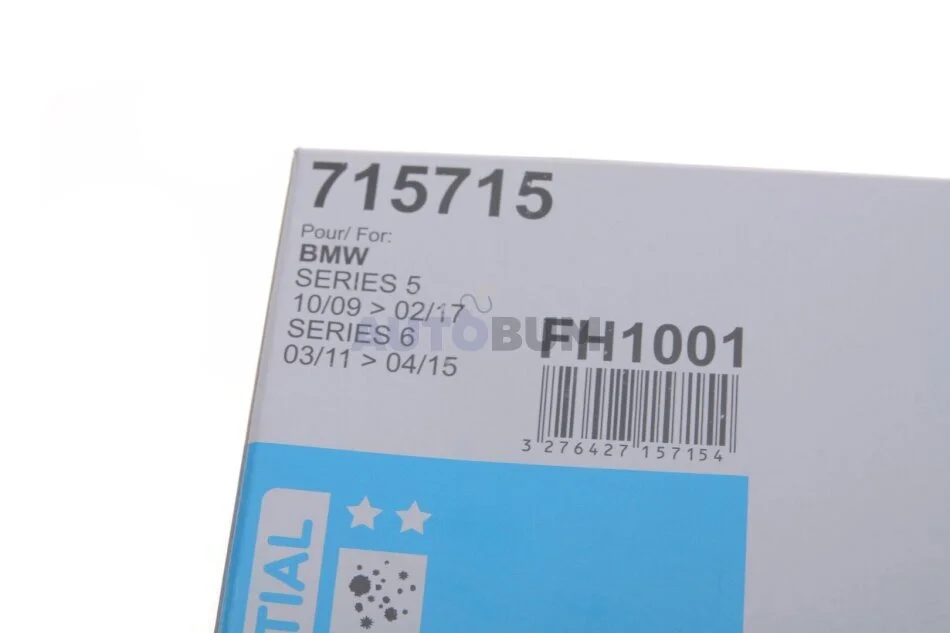 715715
Pour/ For:
BMW
SERIES 5
10/09 > 02/17
SERIES 6
03/11 > 04/15
AUTOBUM
FH1001
3 276427 157154
TIAL